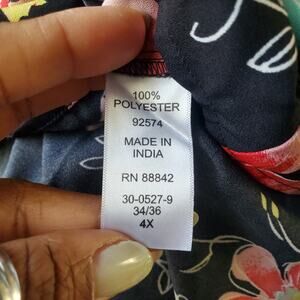 100%
POLYESTER
92574
MADE IN
INDIA
RN 88842
30-0527-9
34/36
4X